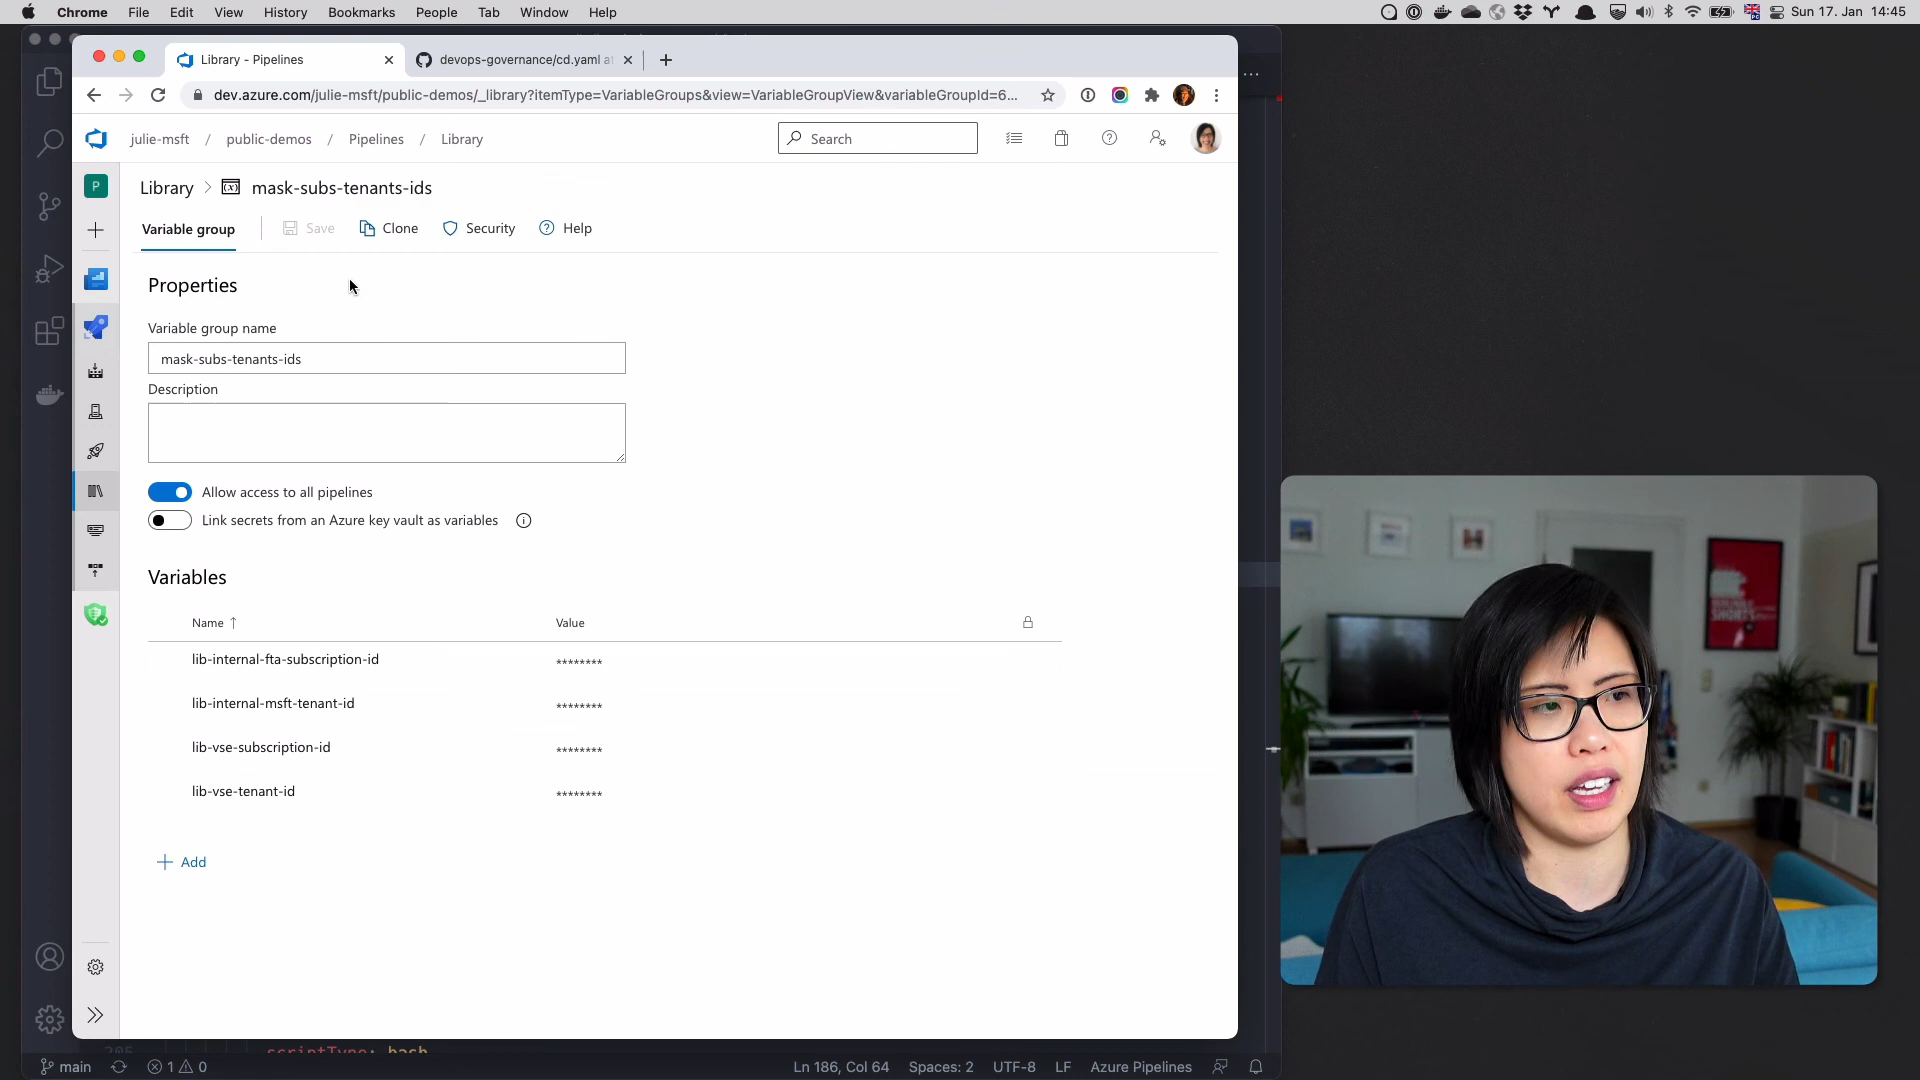 Chrome File Edit View History Bookmarks People Tab Window Help
Sun 17. Jan 14:45
Library - Pipelines
devops-governance/cd.yaml a
dev.azure.com/julie-msft/public-demos/_library?itemType=VariableGroups&view=VariableGroupView&variableGroupId=6...
julie-msft / public-demos / Pipelines / Library
Search
P
Library > mask-subs-tenants-ids
Variable group Save Clone Security Help
Properties
Variable group name
mask-subs-tenants-ids
Description
Allow access to all pipelines
Link secrets from an Azure key vault as variables
Variables
Name ↑ Value
lib-internal-fta-subscription-id ********
lib-internal-msft-tenant-id ********
lib-vse-subscription-id ********
lib-vse-tenant-id ********
+ Add
scriptType: bash
main 1 0 Ln 186, Col 64 Spaces: 2 UTF-8 LF Azure Pipelines